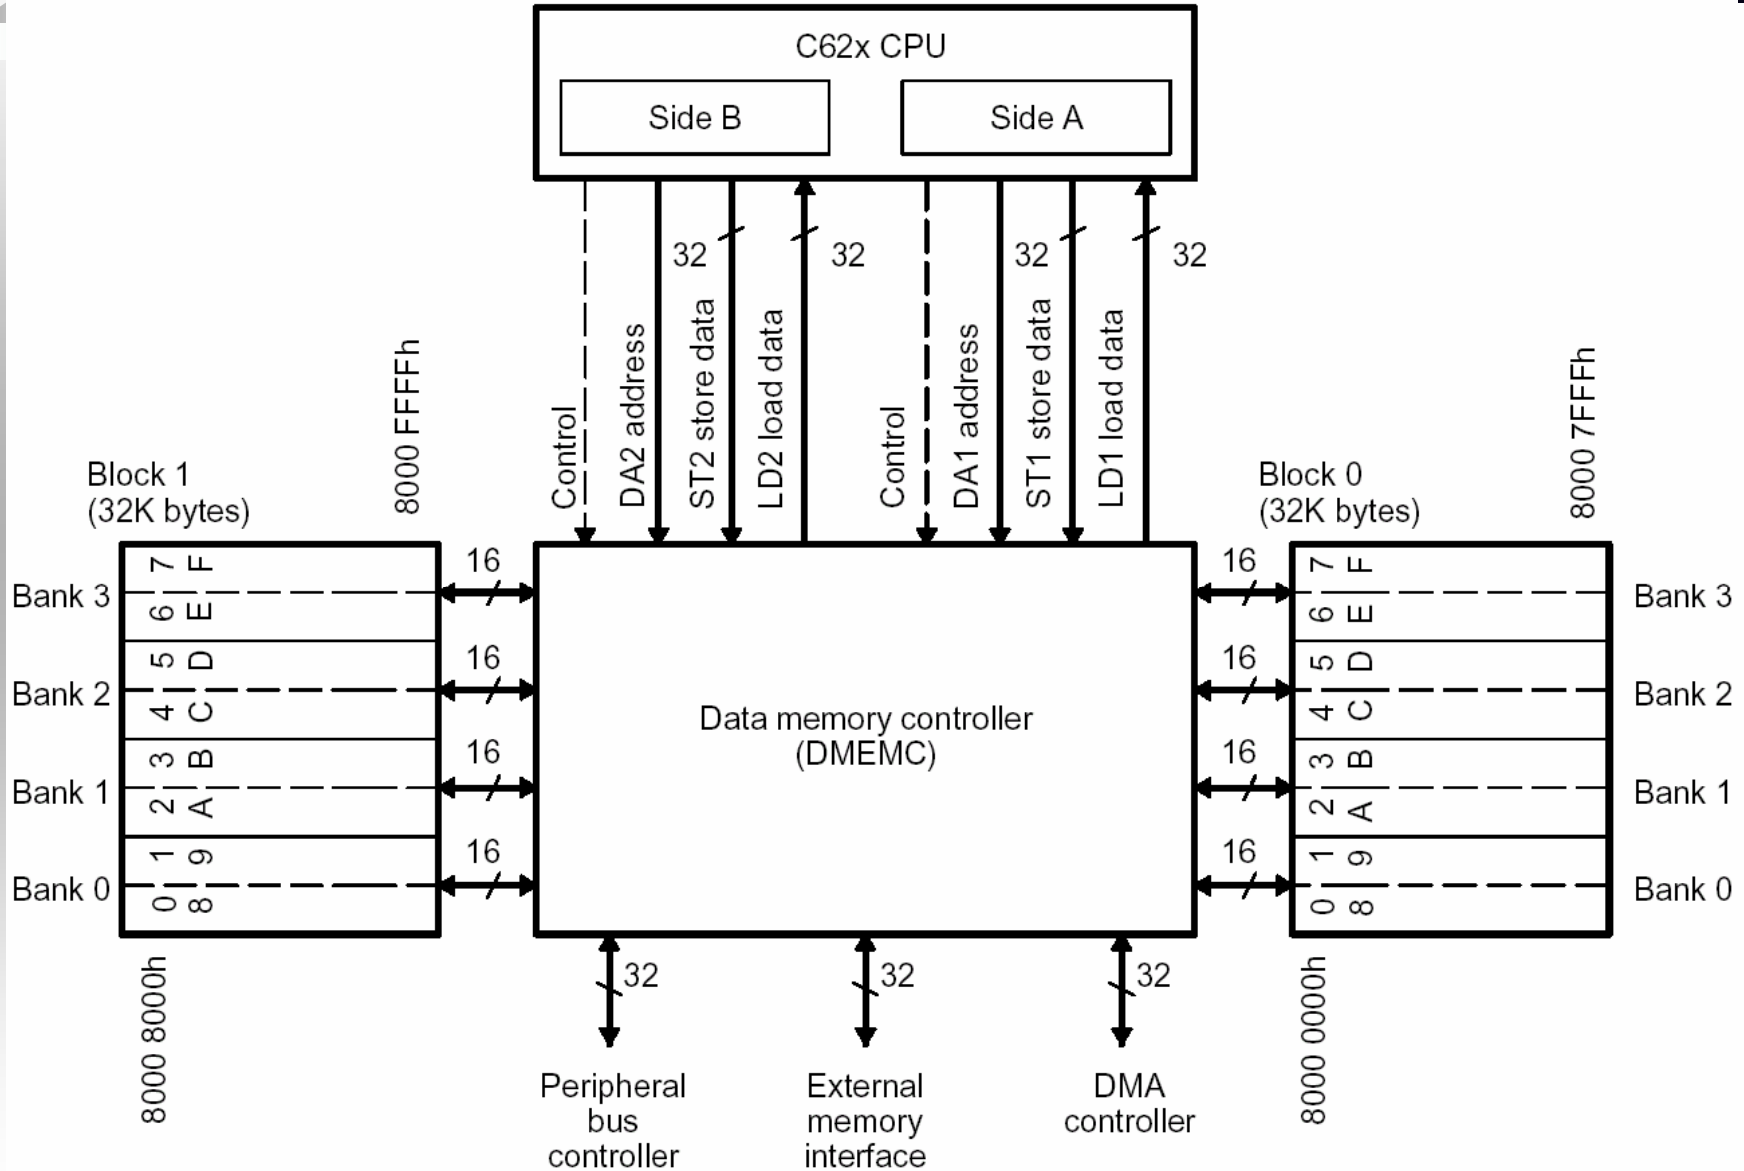 C62x CPU
Side B
Side A
32
32
32
32
Control
DA2 address
ST2 store data
LD2 load data
Control
DA1 address
ST1 store data
LD1 load data
8000 FFFFh
8000 7FFFh
Block 1
(32K bytes)
Block 0
(32K bytes)
Bank 3
7 F
6 E
16
16
7 F
6 E
Bank 3
Bank 2
5 D
4 C
16
16
5 D
4 C
Bank 2
Data memory controller
(DMEMC)
Bank 1
3 B
2 A
16
16
3 B
2 A
Bank 1
Bank 0
1 9
0 8
16
16
1 9
0 8
Bank 0
8000 8000h
8000 0000h
32
32
32
Peripheral
bus
controller
External
memory
interface
DMA
controller